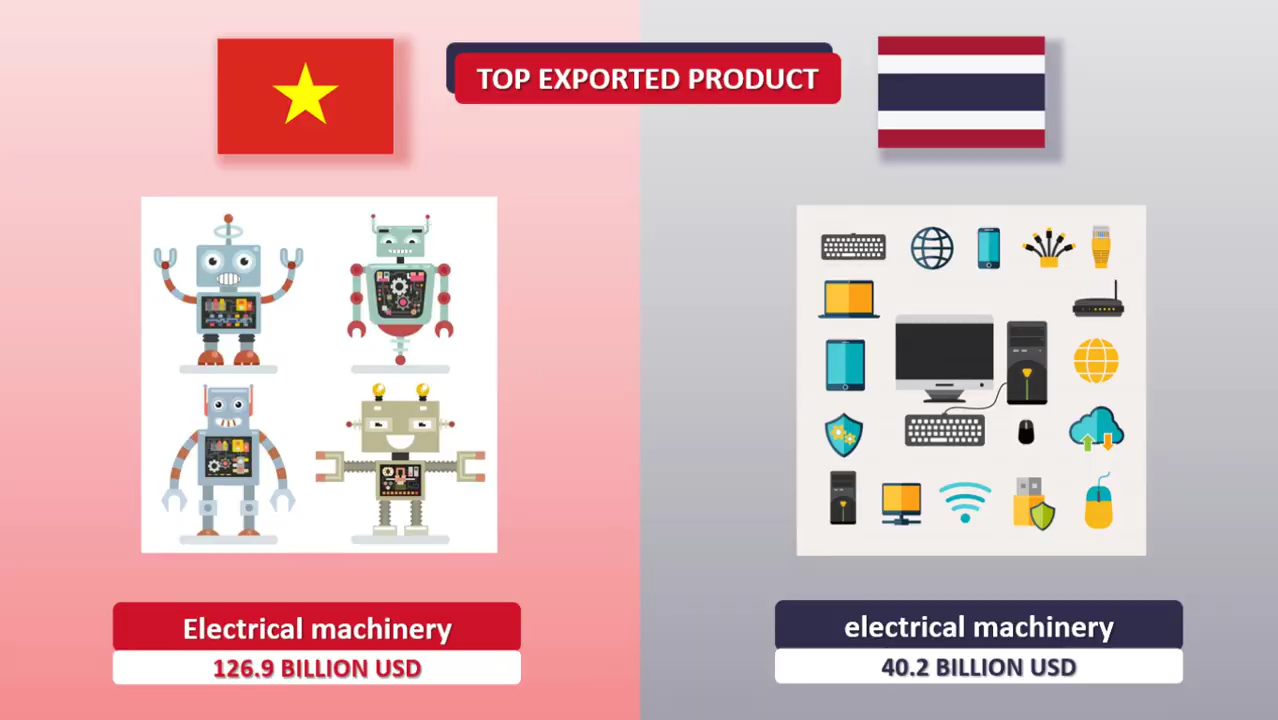 TOP EXPORTED PRODUCT
Electrical machinery
126.9 BILLION USD
electrical machinery
40.2 BILLION USD